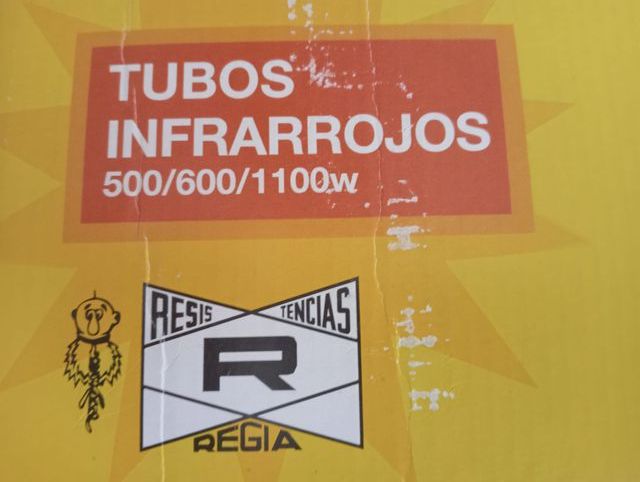 TUBOS
INFRARROJOS
500/600/1100w
RESIS TENCIAS
R
REGIA